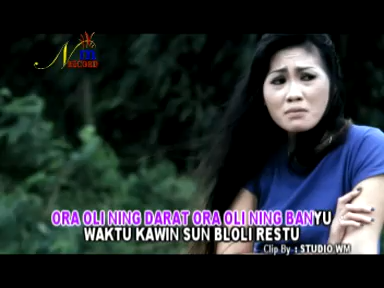 ORA OLI NING DARAT ORA OLI NING BANYU
WAKTU KAWIN SUN BLOLI RESTU
Clip By : STUDIO.WM